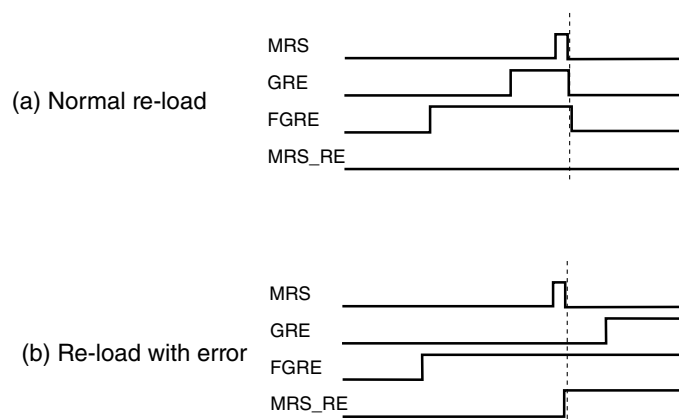 (a) Normal re-load
MRS
GRE
FGRE
MRS_RE
(b) Re-load with error
MRS
GRE
FGRE
MRS_RE